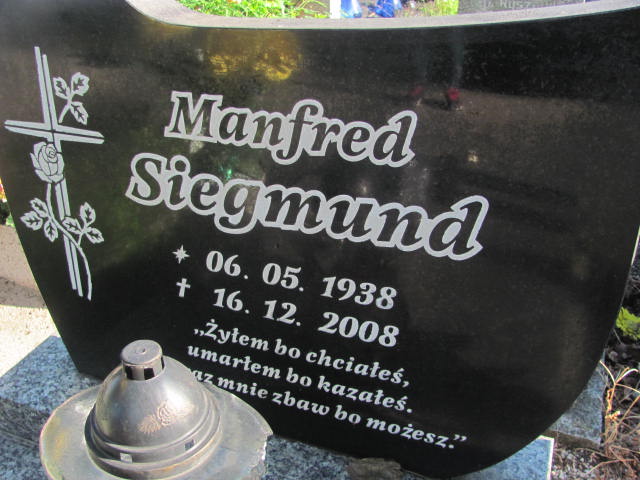 Manfred
Siegmund
* 06. 05. 1938
† 16. 12. 2008
„Żyłem bo chciałeś,
umarłem bo kazałeś.
mnie zbaw bo możesz.”